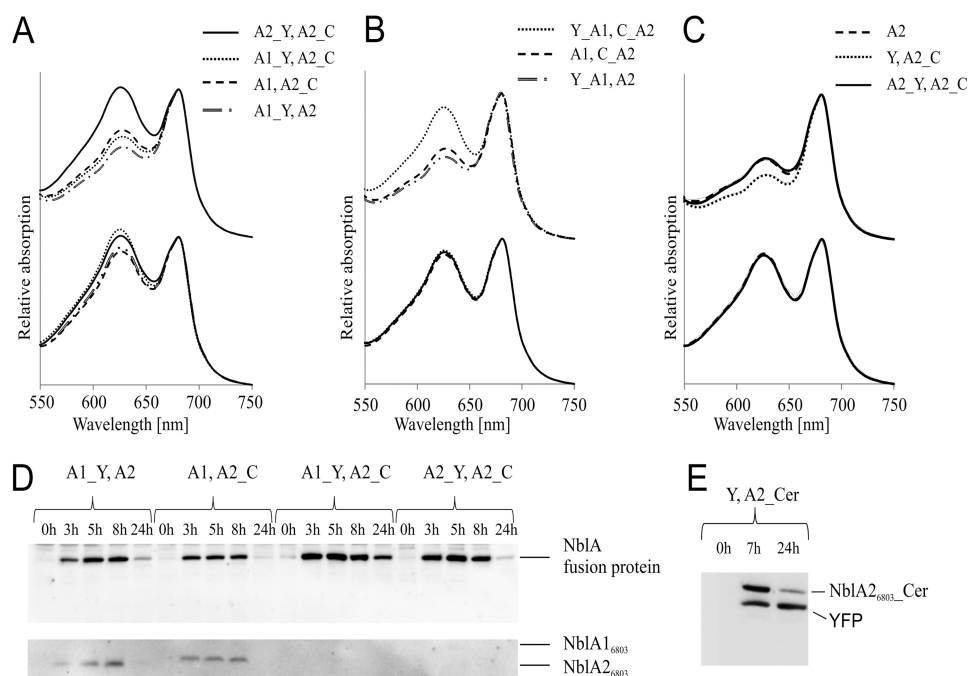 A
A2_Y, A2_C
A1_Y, A2_C
A1, A2_C
A1_Y, A2
Relative absorption
550 600 650 700 750
Wavelength [nm]
B
Y_A1, C_A2
A1, C_A2
Y_A1, A2
Relative absorption
550 600 650 700 750
Wavelength [nm]
C
A2
Y, A2_C
A2_Y, A2_C
Relative absorption
550 600 650 700 750
Wavelength [nm]
D
A1_Y, A2 A1, A2_C A1_Y, A2_C A2_Y, A2_C
0h 3h 5h 8h 24h 0h 3h 5h 8h 24h 0h 3h 5h 8h 24h 0h 3h 5h 8h 24h
NblA
fusion protein
NblA16803
NblA26803
E
Y, A2_Cer
0h 7h 24h
NblA26803_Cer
YFP